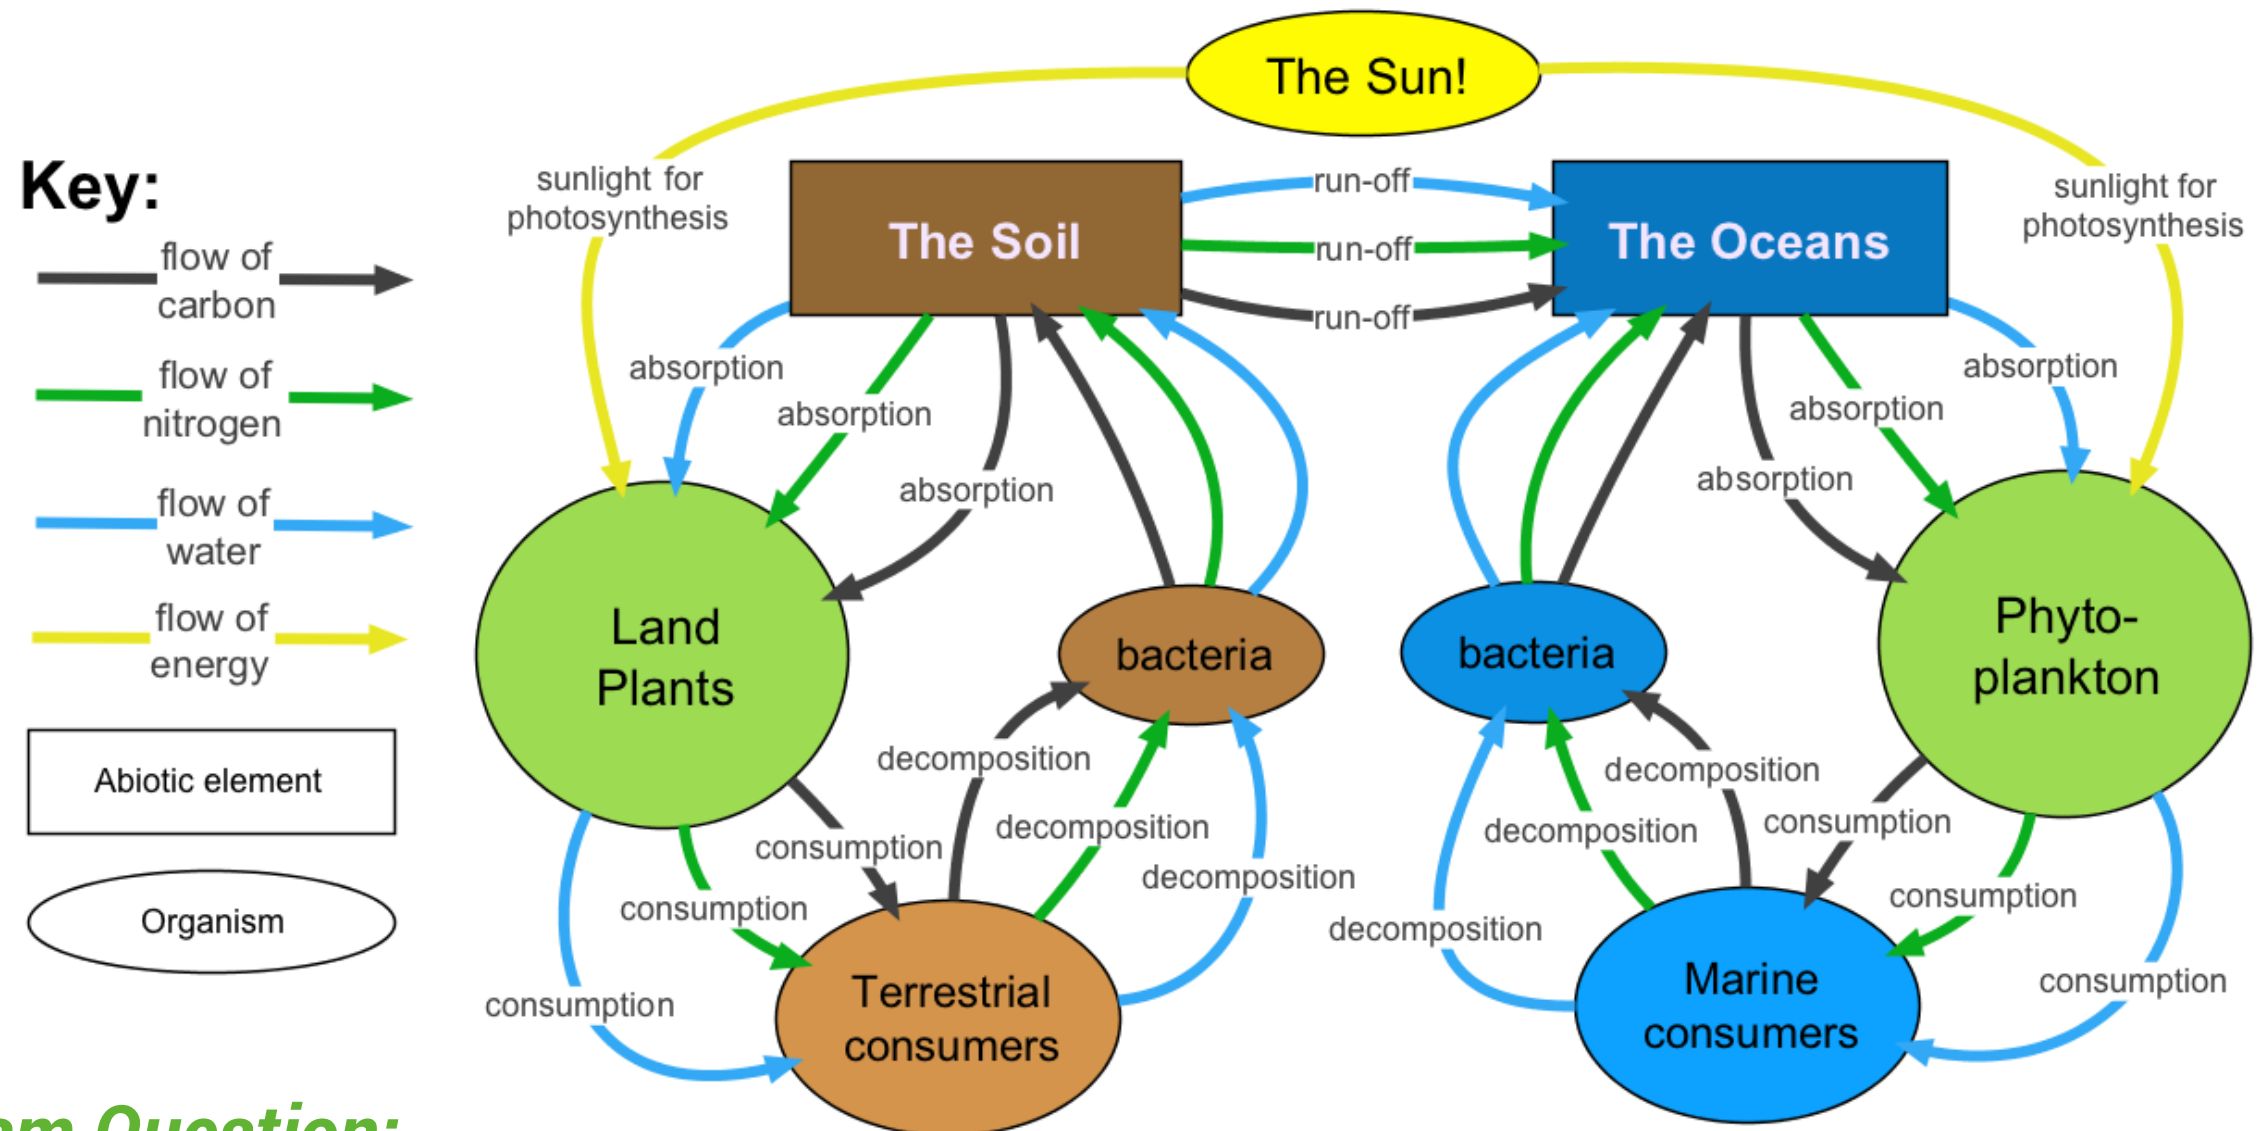 The Sun!
Key:
flow of
carbon
flow of
nitrogen
flow of
water
flow of
energy
Abiotic element
Organism
sunlight for
photosynthesis
The Soil
run-off
run-off
run-off
The Oceans
sunlight for
photosynthesis
absorption
absorption
absorption
absorption
absorption
absorption
Land
Plants
bacteria
bacteria
Phyto-
plankton
decomposition
decomposition
decomposition
consumption
consumption
consumption
decomposition
decomposition
decomposition
consumption
consumption
consumption
Terrestrial
consumers
Marine
consumers
Question: